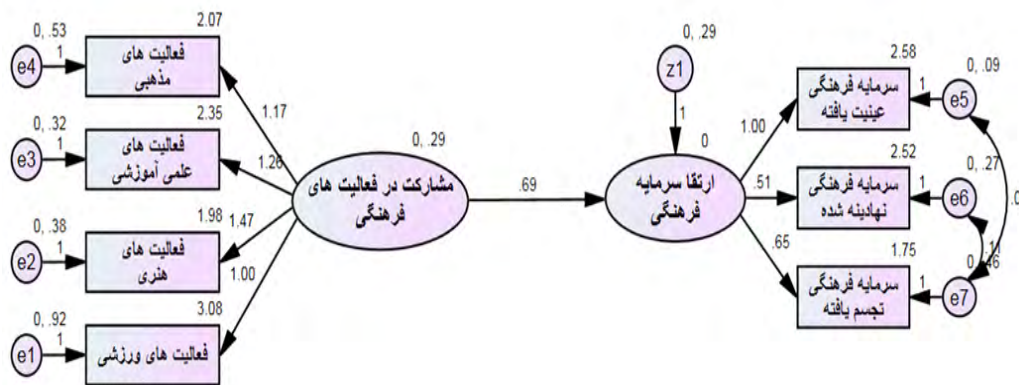 0, .53
e4
1
2.07
فعالیت های
مذهبی
1.17
0, .32
e3
1
2.35
فعالیت های
علمی آموزشی
1.26
0, .38
e2
1
1.98
فعالیت های
هنری
1.47
0, .92
e1
1
3.08
فعالیت های ورزشی
1.00
0, .29
مشارکت در فعالیت های
فرهنگی
.69
0, .29
z1
1
0
ارتقا سرمایه
فرهنگی
1.00
.51
.65
2.58
سرمایه فرهنگی
عینیت یافته
1
0, .09
e5
2.52
سرمایه فرهنگی
نهادینه شده
1
0, .27
e6
1.75
سرمایه فرهنگی
تجسم یافته
1
e7